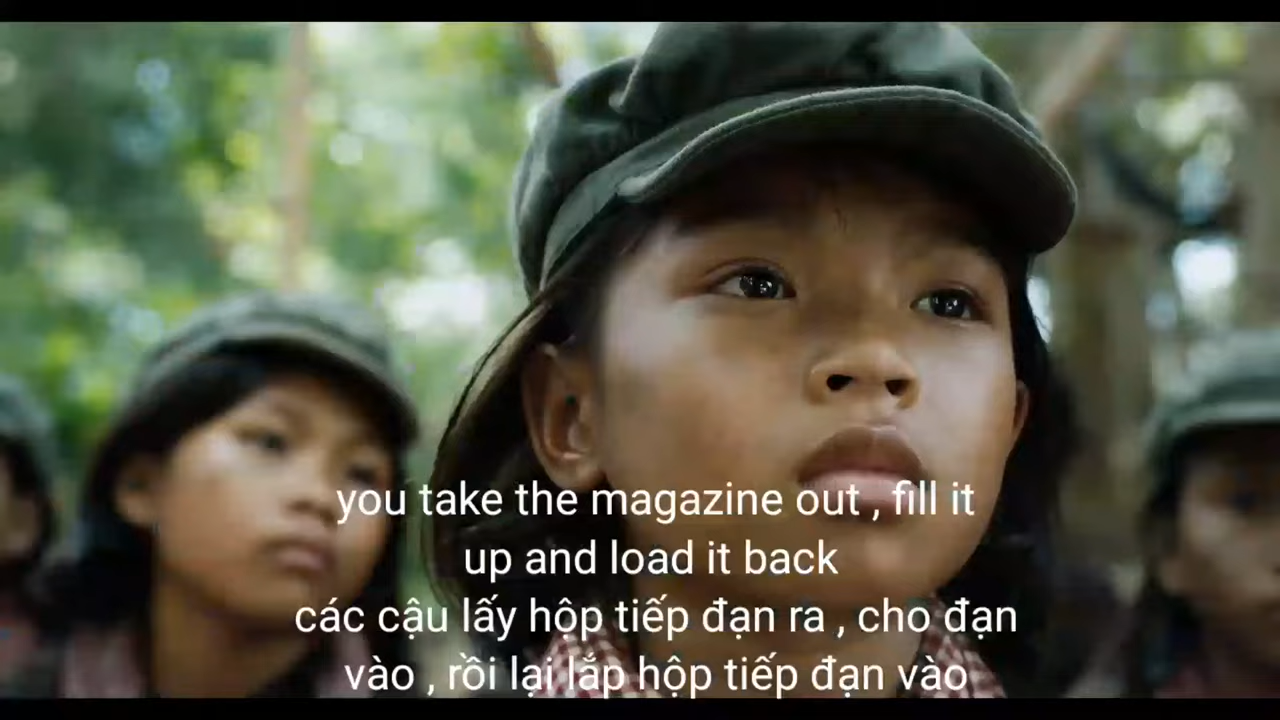 you take the magazine out , fill it
up and load it back
các cậu lấy hộp tiếp đạn ra , cho đạn
vào , rồi lại lắp hộp tiếp đạn vào